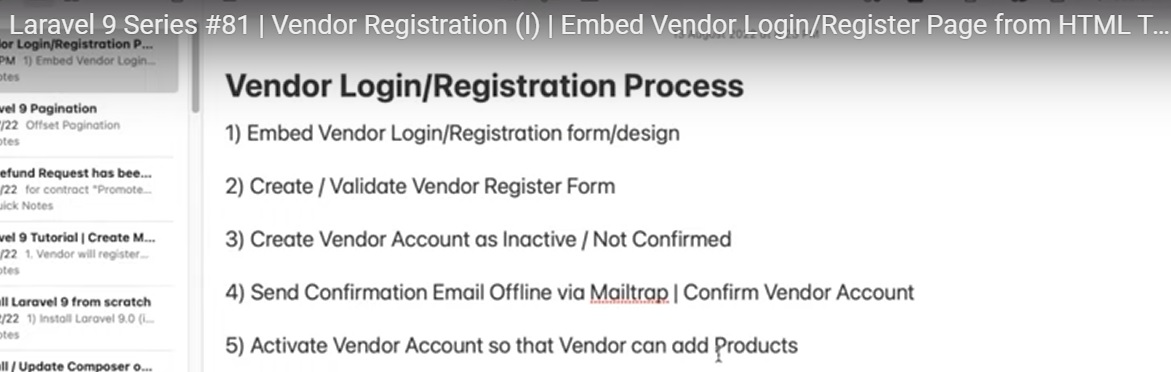 Laravel 9 Series #81 | Vendor Registration (I) | Embed Vendor Login/Register Page from HTML T...
or Login/Registration P...
PM 1) Embed Vendor Login...
otes
vel 9 Pagination
/22 Offset Pagination
otes
efund Request has bee...
/22 for contract "Promote...
uick Notes
vel 9 Tutorial | Create M...
/22 1. Vendor will register...
otes
ll Laravel 9 from scratch
/22 1) Install Laravel 9.0 (i...
otes
ll / Update Composer o...
Vendor Login/Registration Process
1) Embed Vendor Login/Registration form/design
2) Create / Validate Vendor Register Form
3) Create Vendor Account as Inactive / Not Confirmed
4) Send Confirmation Email Offline via Mailtrap | Confirm Vendor Account
5) Activate Vendor Account so that Vendor can add Products